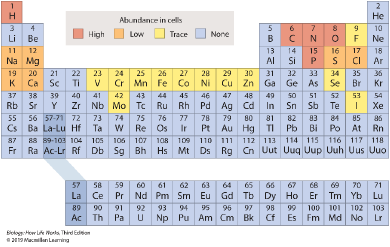 1 2
H He
Abundance in cells
High Low Trace None
3 4 5 6 7 8 9 10
Li Be B C N O F Ne
11 12 13 14 15 16 17 18
Na Mg Al Si P S Cl Ar
19 20 21 22 23 24 25 26 27 28 29 30 31 32 33 34 35 36
K Ca Sc Ti V Cr Mn Fe Co Ni Cu Zn Ga Ge As Se Br Kr
37 38 39 40 41 42 43 44 45 46 47 48 49 50 51 52 53 54
Rb Sr Y Zr Nb Mo Tc Ru Rh Pd Ag Cd In Sn Sb Te I Xe
55 56 57-71 72 73 74 75 76 77 78 79 80 81 82 83 84 85 86
Cs Ba La-Lu Hf Ta W Re Os Ir Pt Au Hg Tl Pb Bi Po At Rn
87 88 89-103 104 105 106 107 108 109 110 111 112 113 114 115 116 117 118
Fr Ra Ac-Lr Rf Db Sg Bh Hs Mt Ds Rg Cn Uut Uuq Uup Uuh Uus Uuo
57 58 59 60 61 62 63 64 65 66 67 68 69 70 71
La Ce Pr Nd Pm Sm Eu Gd Tb Dy Ho Er Tm Yb Lu
89 90 91 92 93 94 95 96 97 98 99 100 101 102 103
Ac Th Pa U Np Pu Am Cm Bk Cf Es Fm Md No Lr
Biology: How Life Works, Third Edition
© 2019 Macmillan Learning